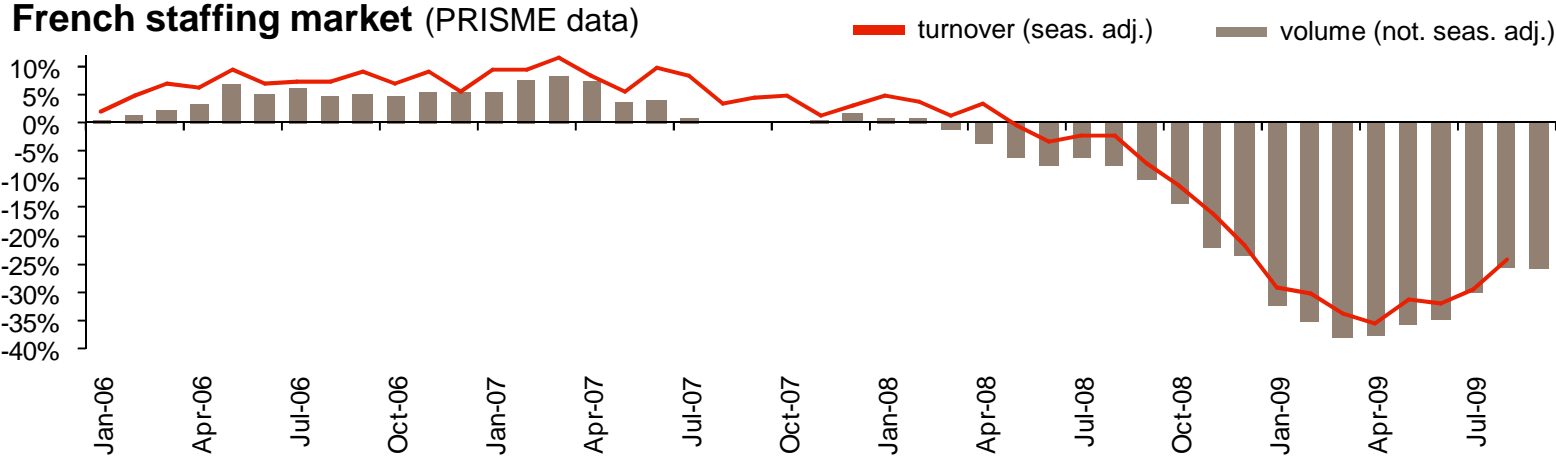 French staffing market (PRISME data)
turnover (seas. adj.)
volume (not. seas. adj.)
10%
5%
0%
-5%
-10%
-15%
-20%
-25%
-30%
-35%
-40%
Jan-06
Apr-06
Jul-06
Oct-06
Jan-07
Apr-07
Jul-07
Oct-07
Jan-08
Apr-08
Jul-08
Oct-08
Jan-09
Apr-09
Jul-09